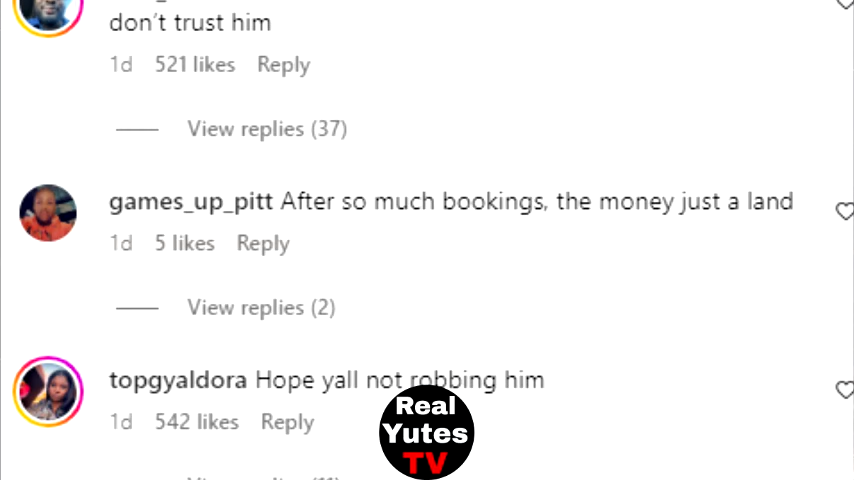 don't trust him
1d 521 likes Reply
View replies (37)
games_up_pitt After so much bookings, the money just a land
1d 5 likes Reply
View replies (2)
topgyaldora Hope yall not robbing him
1d 542 likes Reply
Real
Yutes
TV